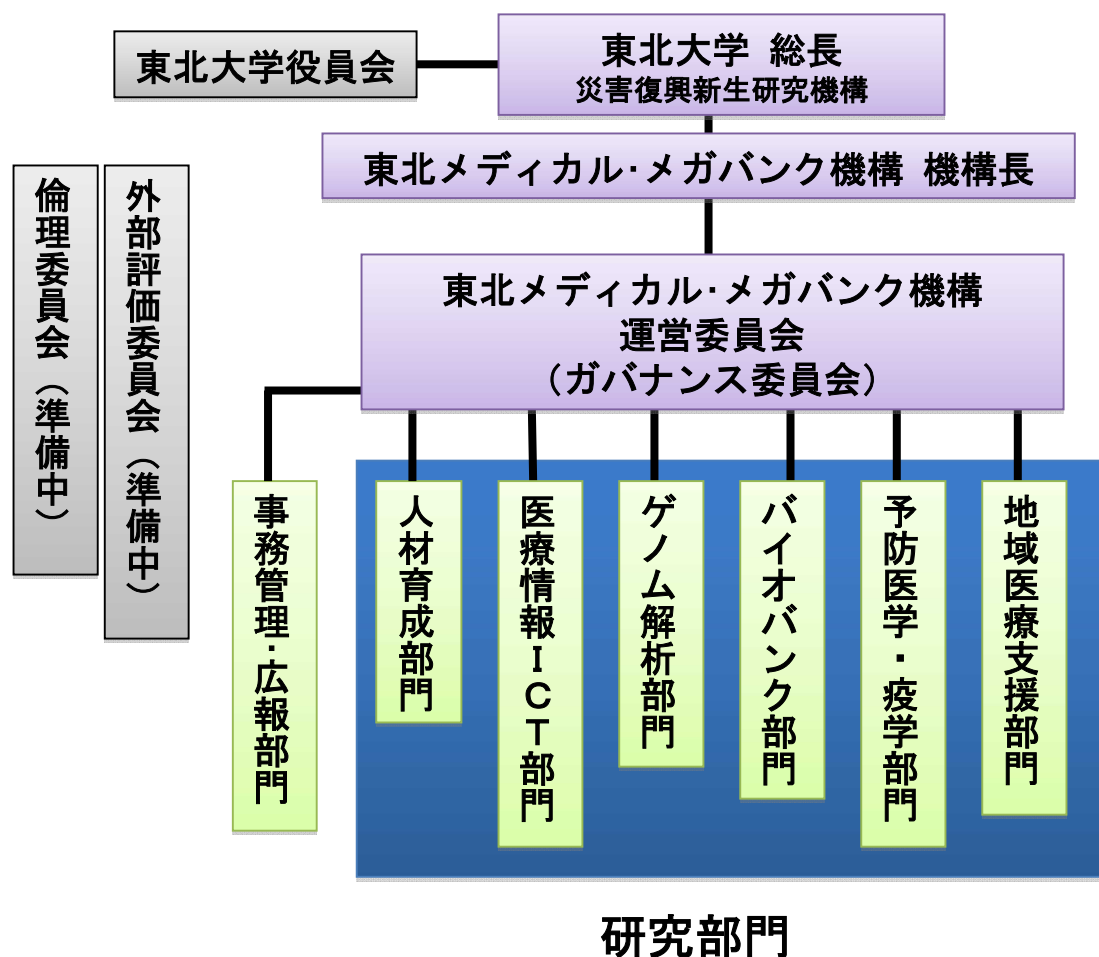 東北大学役員会
東北大学 総長
災害復興新生研究機構
東北メディカル・メガバンク機構 機構長
倫理委員会（準備中）
外部評価委員会（準備中）
東北メディカル・メガバンク機構
運営委員会
（ガバナンス委員会）
事務管理・広報部門
人材育成部門
医療情報ＩＣＴ部門
ゲノム解析部門
バイオバンク部門
予防医学・疫学部門
地域医療支援部門
研究部門